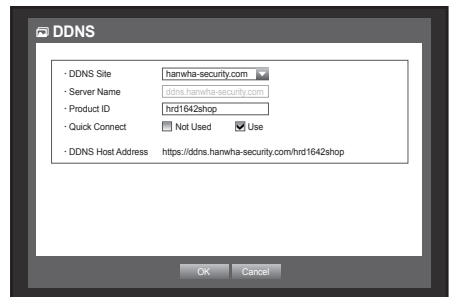 DDNS
· DDNS Site hanwha-security.com
· Server Name ddns.hanwha-security.com
· Product ID hrd1642shop
· Quick Connect Not Used Use
· DDNS Host Address https://ddns.hanwha-security.com/hrd1642shop
OK Cancel